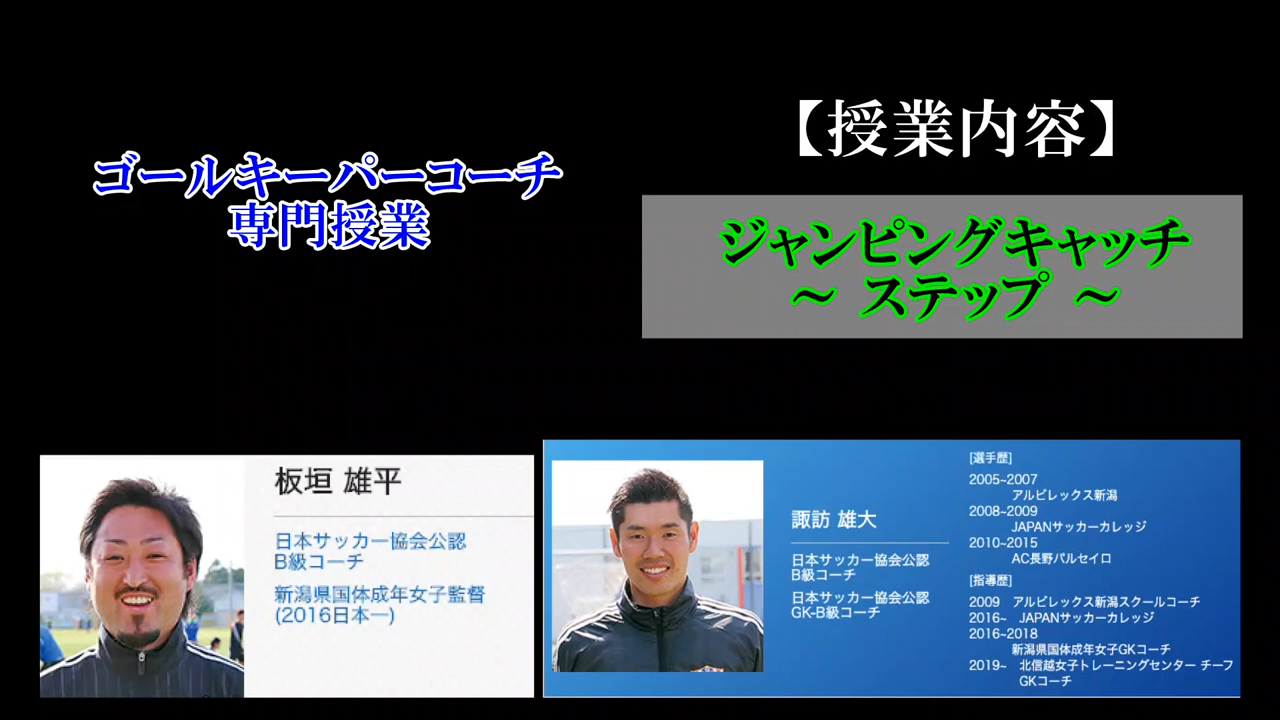 ゴールキーパーコーチ
専門授業
【授業内容】
ジャンピングキャッチ
～ ステップ ～
板垣 雄平
日本サッカー協会公認
B級コーチ
新潟県国体成年女子監督
(2016日本一)
諏訪 雄大
日本サッカー協会公認
B級コーチ
日本サッカー協会公認
GK-B級コーチ
[選手歴]
2005~2007
アルビレックス新潟
2008~2009
JAPANサッカーカレッジ
2010~2015
AC長野パルセイロ
[指導歴]
2009 アルビレックス新潟スクールコーチ
2016~ JAPANサッカーカレッジ
2016~2018
新潟県国体成年女子GKコーチ
2019~ 北信越女子トレーニングセンター チーフ
GKコーチ